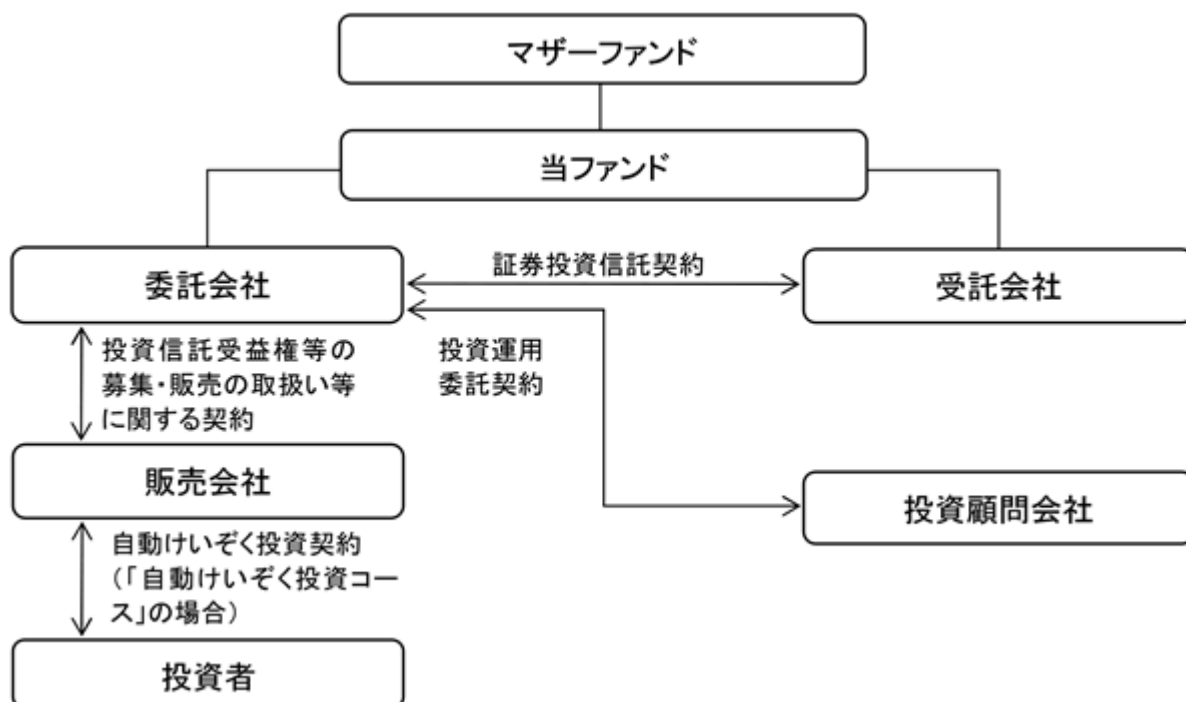 マザーファンド
当ファンド
委託会社
証券投資信託契約
受託会社
投資信託受益権等の
募集・販売の取扱い等
に関する契約
投資運用
委託契約
販売会社
投資顧問会社
自動けいぞく投資契約
（「自動けいぞく投資コー
ス」の場合）
投資者